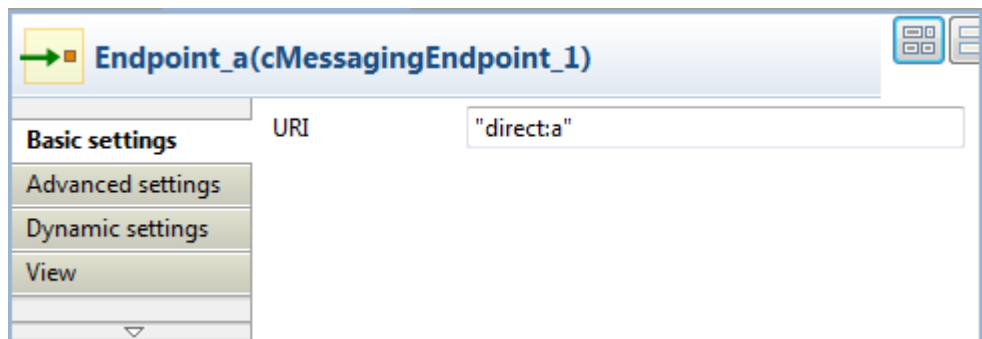 Endpoint_a(cMessagingEndpoint_1)
Basic settings
URI "direct:a"
Advanced settings
Dynamic settings
View